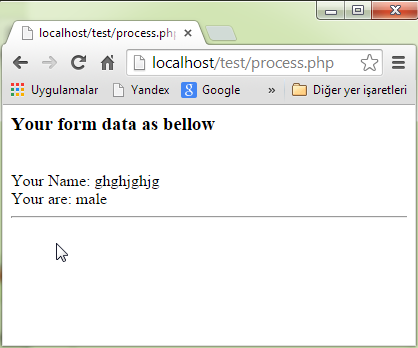 localhost/test/process.php
localhost/test/process.php
Uygulamalar Yandex Google » Diğer yer işaretleri
Your form data as bellow
Your Name: ghghjghjg
Your are: male